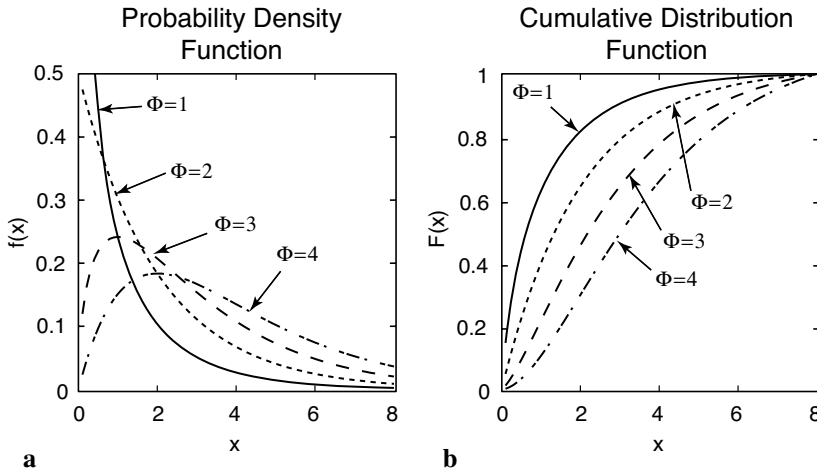 Probability Density
Function
0.5
0.4
0.3
0.2
0.1
0
0
2
4
6
8
f(x)
x
Φ=1
Φ=2
Φ=3
Φ=4
a
Cumulative Distribution
Function
1
0.8
0.6
0.4
0.2
0
0
2
4
6
8
F(x)
x
Φ=1
Φ=2
Φ=3
Φ=4
b